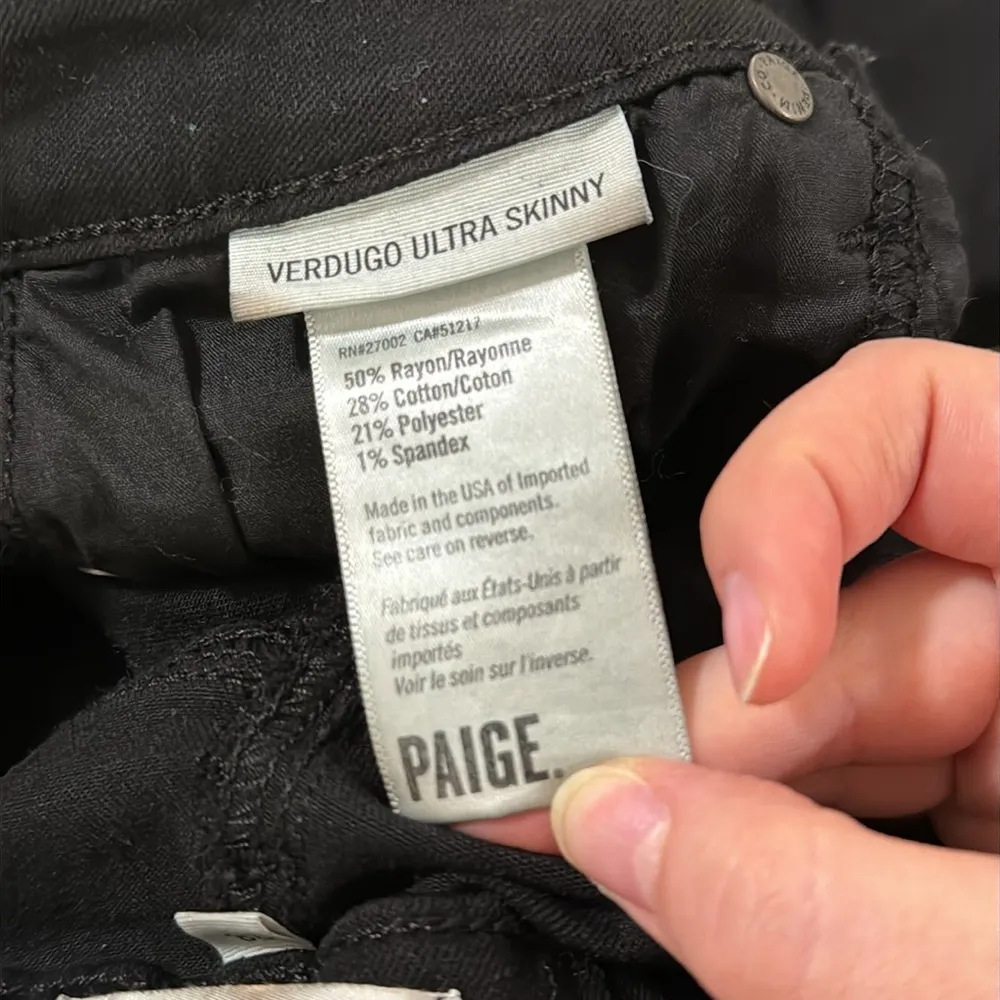 VERDUGO ULTRA SKINNY
RN#27002 CA#51217
50% Rayon/Rayonne
28% Cotton/Coton
21% Polyester
1% Spandex
Made in the USA of Imported
fabric and components.
See care on reverse.
Fabriqué aux États-Unis à partir
de tissus et composants
importés
Voir le soin sur l'inverse.
PAIGE.